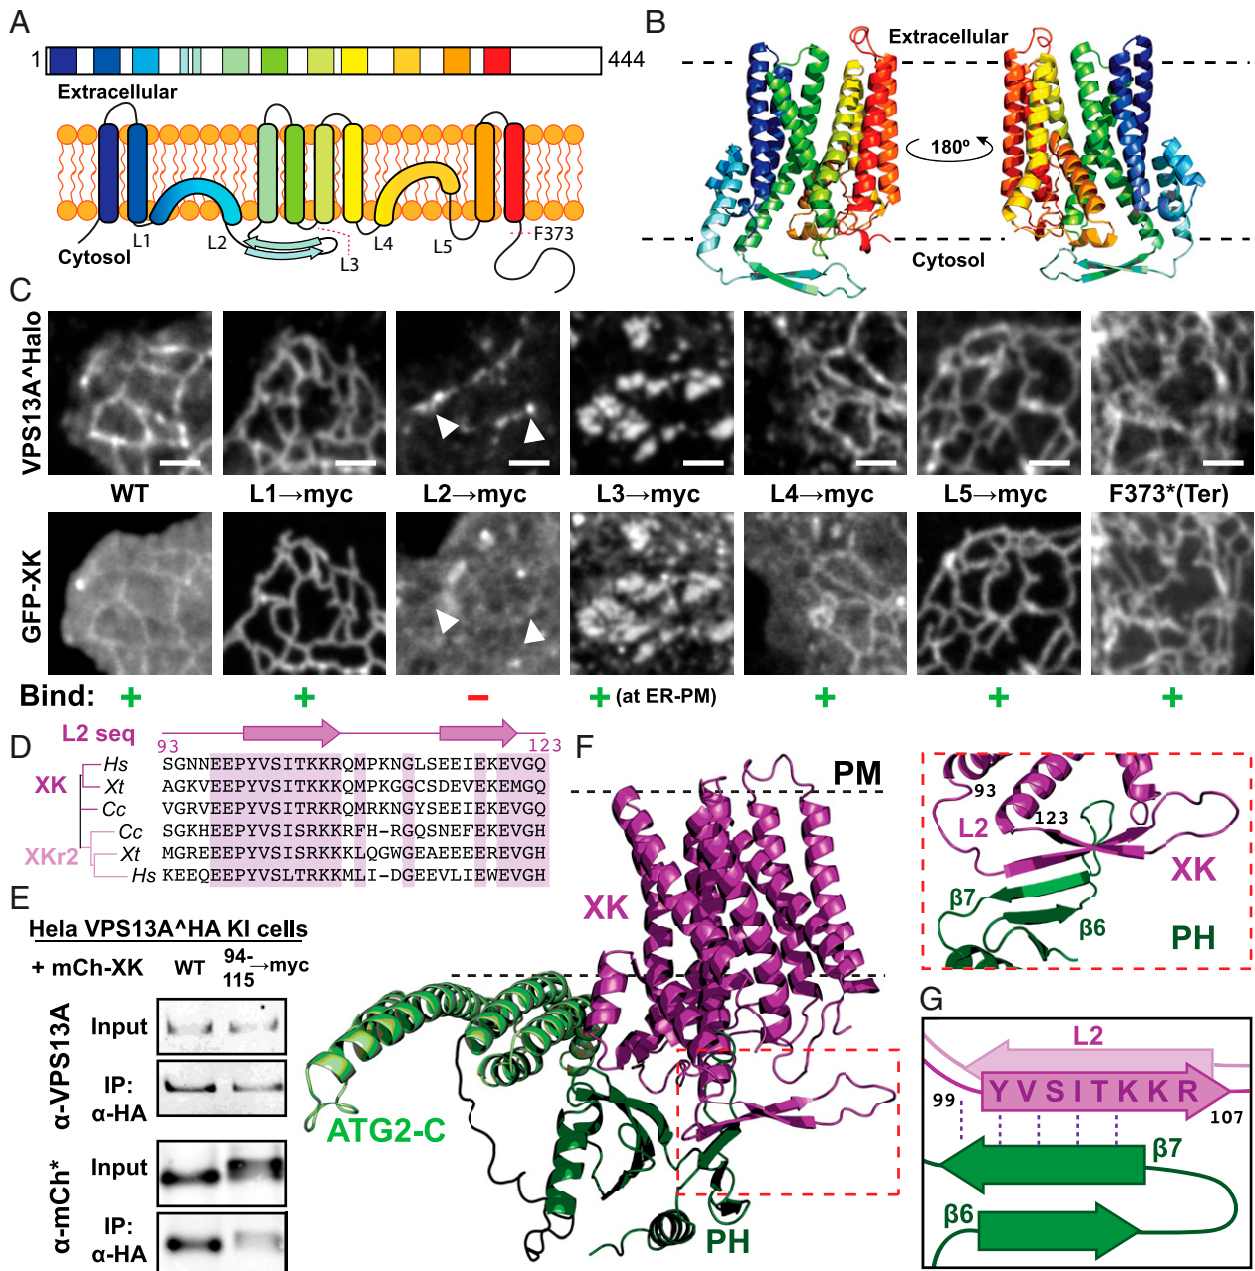 A
1
444
Extracellular
L1
L2
L3
L4
L5
F373
Cytosol
B
Extracellular
180º
Cytosol
C
VPS13A^Halo
WT
L1→myc
L2→myc
L3→myc
L4→myc
L5→myc
F373*(Ter)
GFP-XK
Bind: + + − + (at ER-PM) + + +
D
L2 seq
93
123
XK
Hs SGNNEEPYVSITKKRQMPKNGLSEEIEKEVGQ
Xt AGKVEEPYVSITKKKQMPKGGCSDEVEKEMGQ
Cc VGRVEEPYVSITKKKQMRKNGYSEEIEKEVGQ
XKr2
Cc SGKHEEPYVSISRKKRFH-RGQSNEFEKEVGH
Xt MGREEEPYVSISRKKKLQGWGEAEEEEREVGH
Hs KEEQEEPYVSLTRKKMLI-DGEEVLIEWEVGH
E
Hela VPS13A^HA KI cells
+ mCh-XK
WT
94-
115→myc
α-VPS13A
Input
IP:
α-HA
α-mCh*
Input
IP:
α-HA
F
PM
XK
ATG2-C
PH
93
L2
123
XK
β7
β6
PH
G
L2
YVSITKKR
99
107
β7
β6